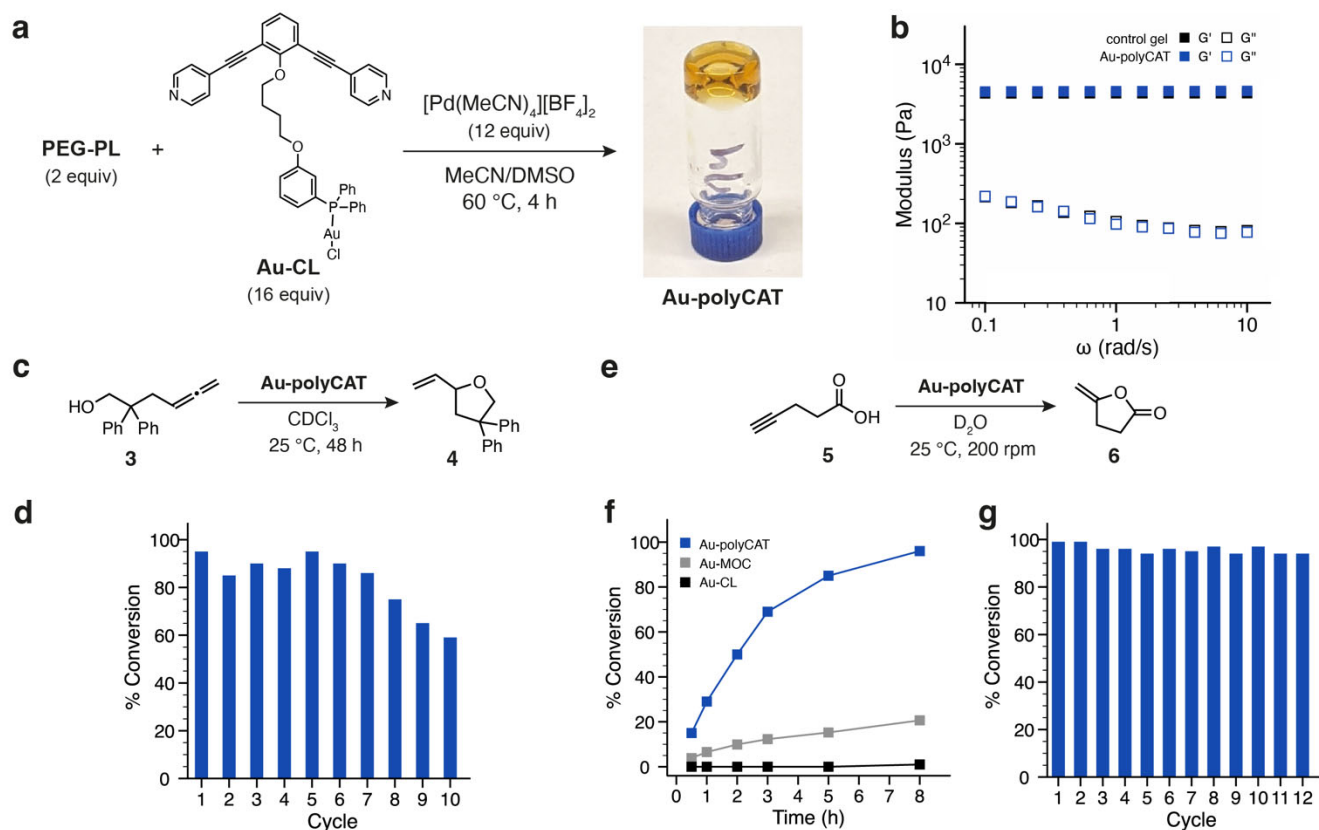 a
N
N
O
PEG-PL
(2 equiv)
+
O
P
Ph
Ph
Au
Cl
Au-CL
(16 equiv)
[Pd(MeCN)4][BF4]2
(12 equiv)
MeCN/DMSO
60 °C, 4 h
Au-polyCAT
b
control gel G' G"
Au-polyCAT G' G"
Modulus (Pa)
10⁴
10³
10²
10
0.1 1 10
ω (rad/s)
c
HO
Ph Ph
3
Au-polyCAT
CDCl3
25 °C, 48 h
O
Ph
Ph
4
e
O
OH
5
Au-polyCAT
D2O
25 °C, 200 rpm
O
O
6
d
% Conversion
100
80
60
40
20
0
1 2 3 4 5 6 7 8 9 10
Cycle
f
% Conversion
100
80
60
40
20
0
Au-polyCAT
Au-MOC
Au-CL
0 1 2 3 4 5 6 7 8
Time (h)
g
% Conversion
100
80
60
40
20
0
1 2 3 4 5 6 7 8 9 10 11 12
Cycle